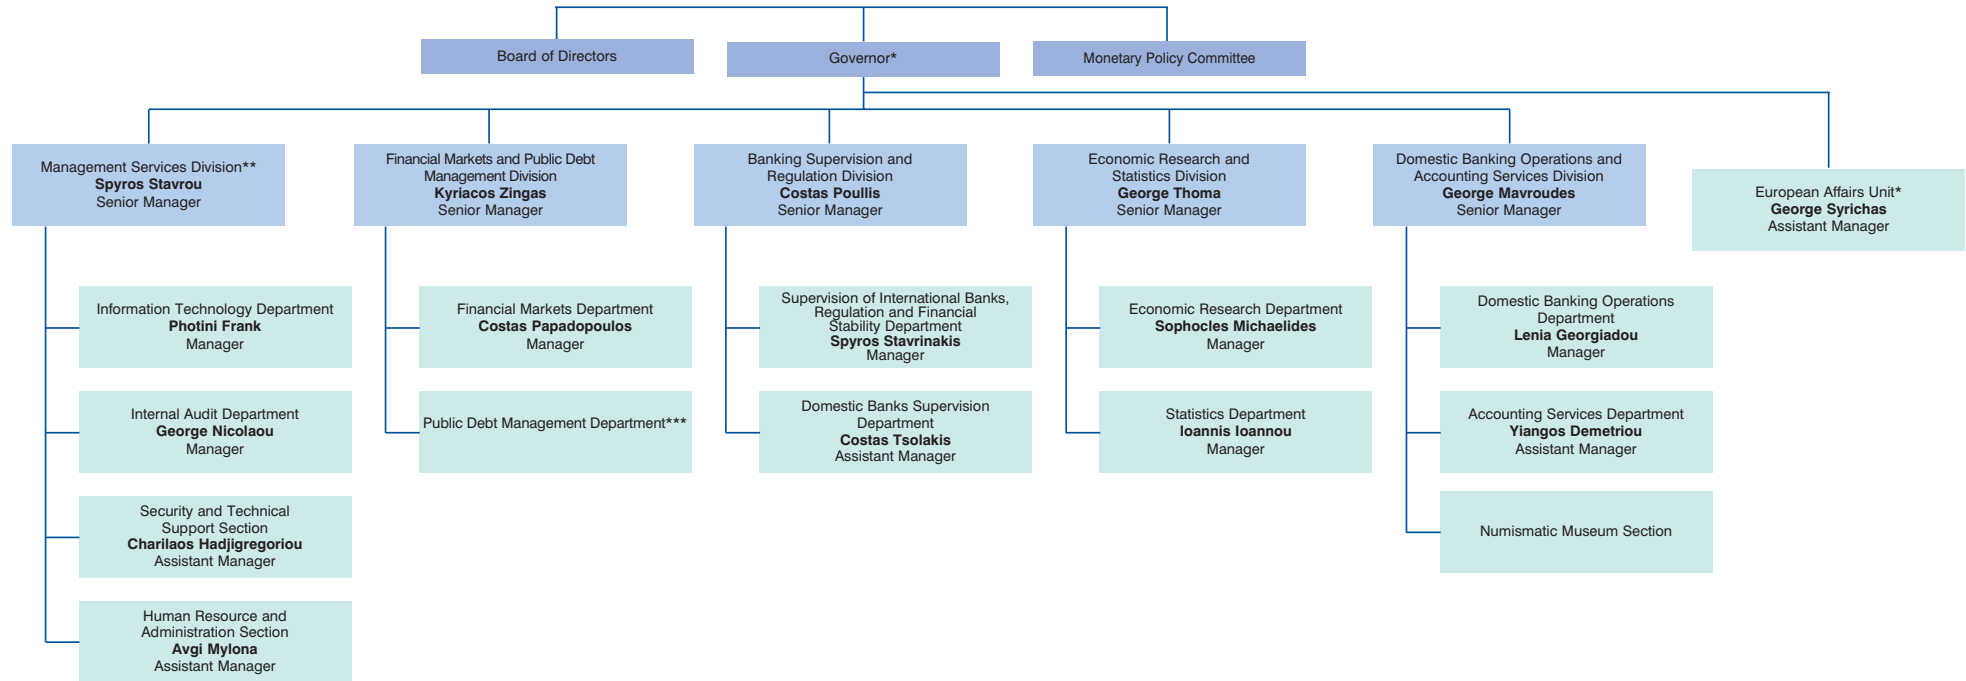 Board of Directors
Governor*
Monetary Policy Committee
Management Services Division**
Spyros Stavrou
Senior Manager
Financial Markets and Public Debt
Management Division
Kyriacos Zingas
Senior Manager
Banking Supervision and
Regulation Division
Costas Poullis
Senior Manager
Economic Research and
Statistics Division
George Thoma
Senior Manager
Domestic Banking Operations and
Accounting Services Division
George Mavroudes
Senior Manager
European Affairs Unit*
George Syrichas
Assistant Manager
Information Technology Department
Photini Frank
Manager
Financial Markets Department
Costas Papadopoulos
Manager
Supervision of International Banks,
Regulation and Financial
Stability Department
Spyros Stavrinakis
Manager
Economic Research Department
Sophocles Michaelides
Manager
Domestic Banking Operations
Department
Lenia Georgiadou
Manager
Internal Audit Department
George Nicolaou
Manager
Public Debt Management Department***
Domestic Banks Supervision
Department
Costas Tsolakis
Assistant Manager
Statistics Department
Ioannis Ioannou
Manager
Accounting Services Department
Yiangos Demetriou
Assistant Manager
Security and Technical
Support Section
Charilaos Hadjigregoriou
Assistant Manager
Numismatic Museum Section
Human Resource and
Administration Section
Avgi Mylona
Assistant Manager